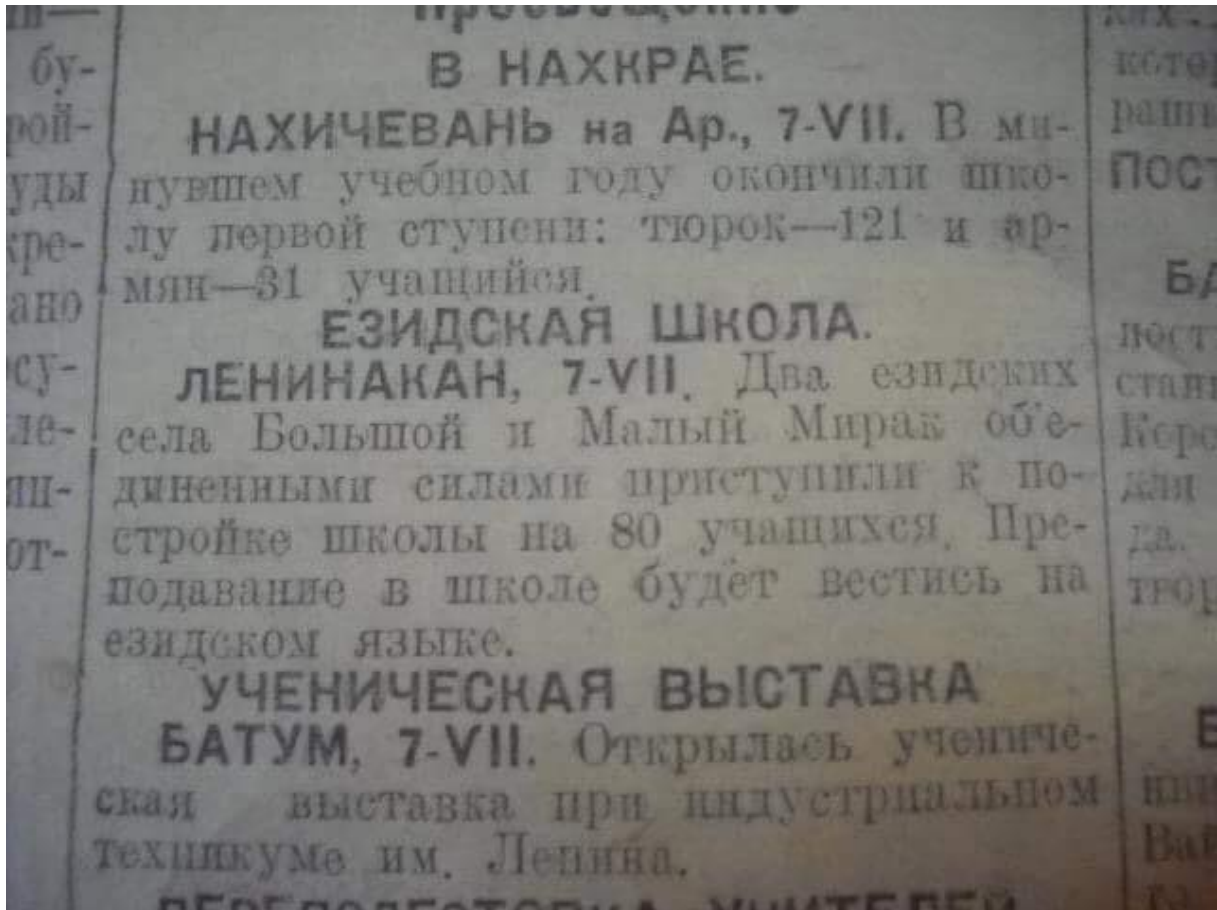 Просвещение
В НАХКРАЕ.
НАХИЧЕВАНЬ на Ар., 7-VII. В ми-
нувшем учебном году окончили шко-
лу первой ступени: тюрок—121 и ар-
мян—31 учащийся.
ЕЗИДСКАЯ ШКОЛА.
ЛЕНИНАКАН, 7-VII. Два езидских
села Большой и Малый Мирак об'е-
диненными силами приступили к по-
стройке школы на 80 учащихся. Пре-
подавание в школе будет вестись на
езидском языке.
УЧЕНИЧЕСКАЯ ВЫСТАВКА
БАТУМ, 7-VII. Открылась учениче-
ская выставка при индустриальном
техникуме им. Ленина.
ПЕРЕПОДГОТОВКА УЧИТЕЛЕЙ